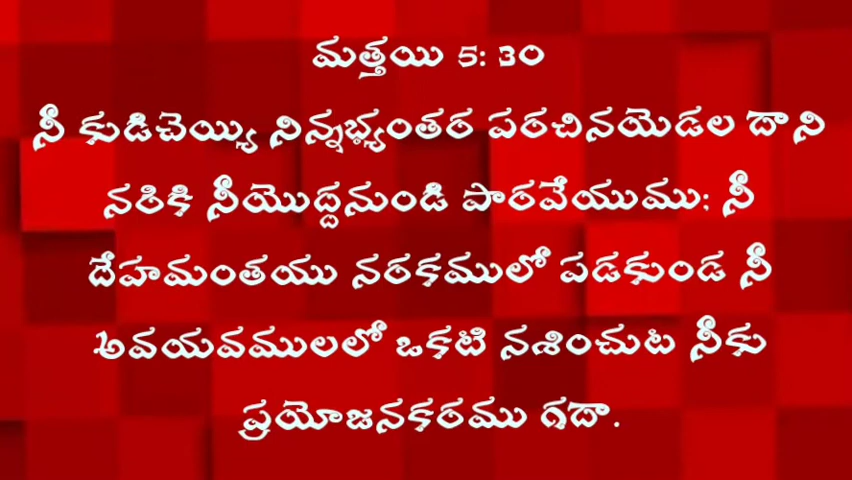 మత్తయి 5: 30
నీ కుడిచెయ్యి నిన్నభ్యంతర పరచినయెడల దాని
నరికి నీయొద్దనుండి పారవేయుము; నీ
దేహమంతయు నరకములో పడకుండ నీ
అవయవములలో ఒకటి నశించుట నీకు
ప్రయోజనకరము గదా.